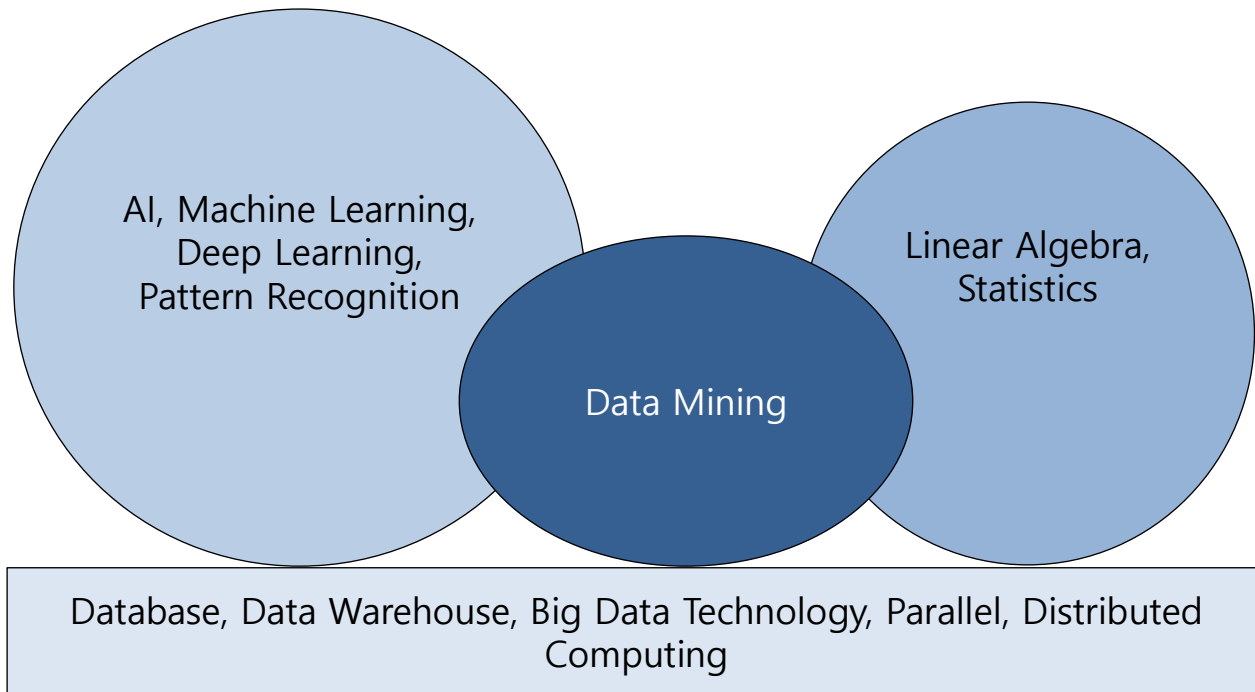 AI, Machine Learning,
Deep Learning,
Pattern Recognition
Linear Algebra,
Statistics
Data Mining
Database, Data Warehouse, Big Data Technology, Parallel, Distributed
Computing